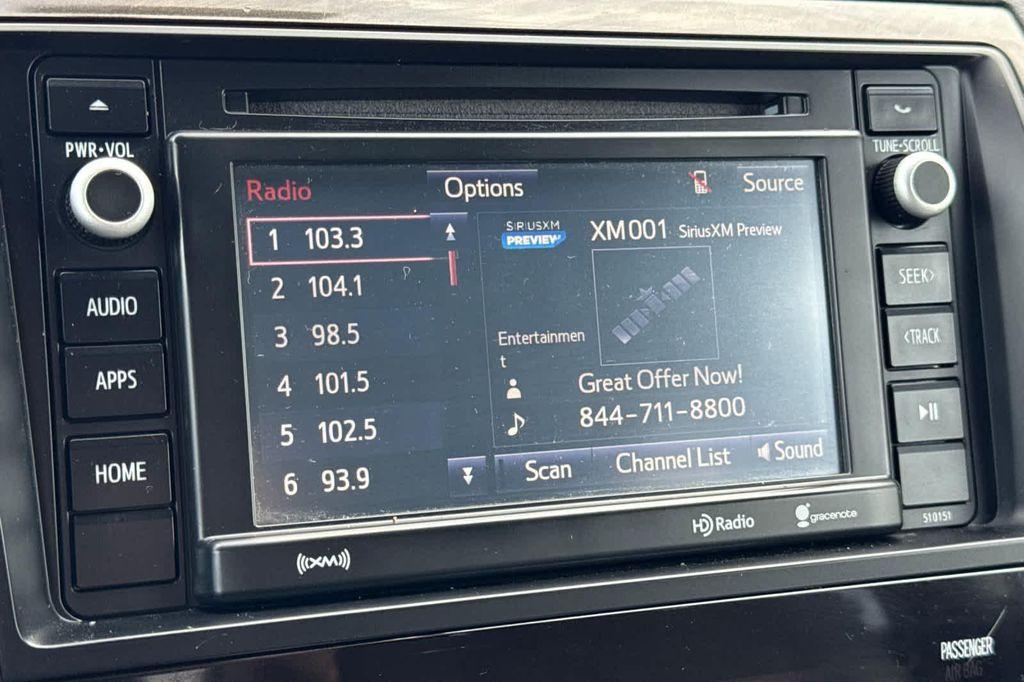 PWR•VOL
AUDIO
APPS
HOME
Radio
Options
Source
1 103.3
2 104.1
3 98.5
4 101.5
5 102.5
6 93.9
SIRIUSXM
PREVIEW
XM001 SiriusXM Preview
Entertainmen
t
Great Offer Now!
844-711-8800
Scan
Channel List
Sound
TUNE•SCROLL
SEEK>
<TRACK
510151
((XM))
HD Radio
gracenote
PASSENGER
AIR BAG